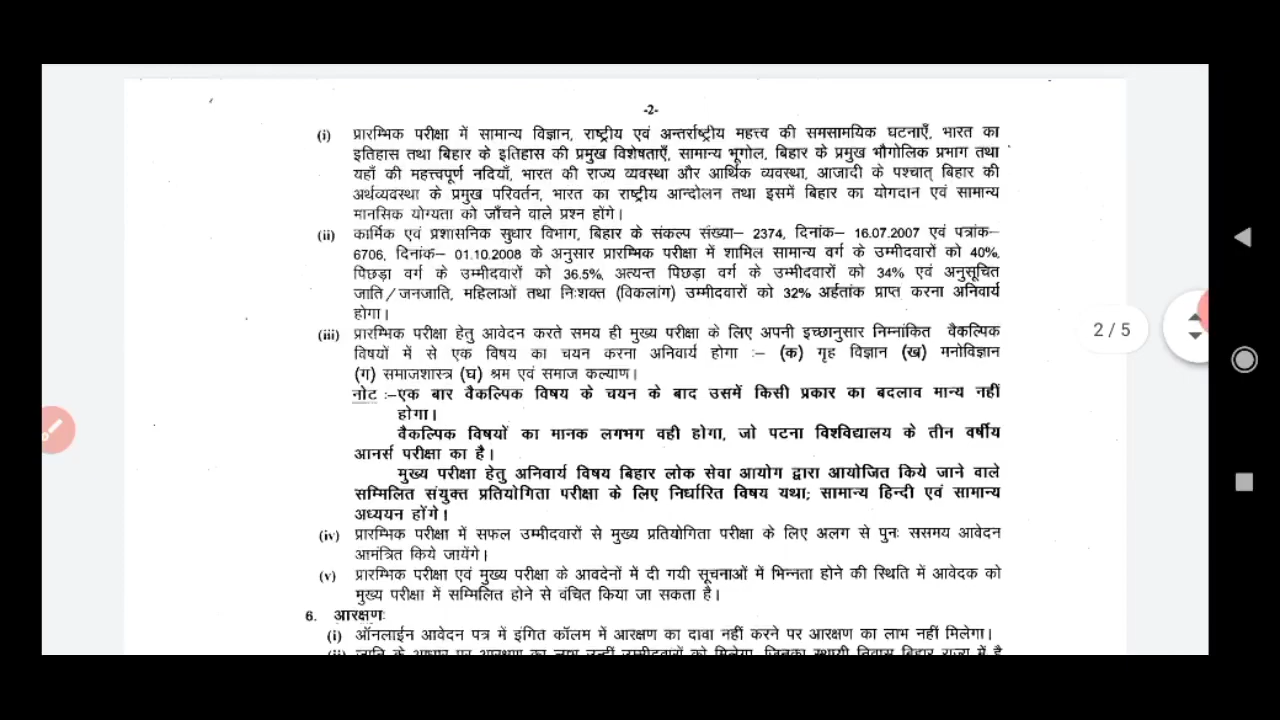 -2-
(i) प्रारम्भिक परीक्षा में सामान्य विज्ञान, राष्ट्रीय एवं अन्तर्राष्ट्रीय महत्त्व की समसामयिक घटनाएँ, भारत का
इतिहास तथा बिहार के इतिहास की प्रमुख विशेषताएँ, सामान्य भूगोल, बिहार के प्रमुख भौगोलिक प्रभाग तथा
यहाँ की महत्त्वपूर्ण नदियाँ, भारत की राज्य व्यवस्था और आर्थिक व्यवस्था, आजादी के पश्चात् बिहार की
अर्थव्यवस्था के प्रमुख परिवर्तन, भारत का राष्ट्रीय आन्दोलन तथा इसमें बिहार का योगदान एवं सामान्य
मानसिक योग्यता को जाँचने वाले प्रश्न होंगे।
(ii) कार्मिक एवं प्रशासनिक सुधार विभाग, बिहार के संकल्प संख्या– 2374, दिनांक– 16.07.2007 एवं पत्रांक–
6706, दिनांक– 01.10.2008 के अनुसार प्रारम्भिक परीक्षा में शामिल सामान्य वर्ग के उम्मीदवारों को 40%,
पिछड़ा वर्ग के उम्मीदवारों को 36.5%, अत्यन्त पिछड़ा वर्ग के उम्मीदवारों को 34% एवं अनुसूचित
जाति/जनजाति, महिलाओं तथा निःशक्त (विकलांग) उम्मीदवारों को 32% अर्हतांक प्राप्त करना अनिवार्य
होगा।
(iii) प्रारम्भिक परीक्षा हेतु आवेदन करते समय ही मुख्य परीक्षा के लिए अपनी इच्छानुसार निम्नांकित वैकल्पिक
विषयों में से एक विषय का चयन करना अनिवार्य होगा :– (क) गृह विज्ञान (ख) मनोविज्ञान
(ग) समाजशास्त्र (घ) श्रम एवं समाज कल्याण।
नोट :–एक बार वैकल्पिक विषय के चयन के बाद उसमें किसी प्रकार का बदलाव मान्य नहीं
होगा।
वैकल्पिक विषयों का मानक लगभग वही होगा, जो पटना विश्विद्यालय के तीन वर्षीय
आनर्स परीक्षा का है।
मुख्य परीक्षा हेतु अनिवार्य विषय बिहार लोक सेवा आयोग द्वारा आयोजित किये जाने वाले
सम्मिलित संयुक्त प्रतियोगिता परीक्षा के लिए निर्धारित विषय यथा; सामान्य हिन्दी एवं सामान्य
अध्ययन होंगे।
(iv) प्रारम्भिक परीक्षा में सफल उम्मीदवारों से मुख्य प्रतियोगिता परीक्षा के लिए अलग से पुनः ससमय आवेदन
आमंत्रित किये जायेंगे।
(v) प्रारम्भिक परीक्षा एवं मुख्य परीक्षा के आवदेनों में दी गयी सूचनाओं में भिन्नता होने की स्थिति में आवेदक को
मुख्य परीक्षा में सम्मिलित होने से वंचित किया जा सकता है।
6. आरक्षणः
(i) ऑनलाईन आवेदन पत्र में इंगित कॉलम में आरक्षण का दावा नहीं करने पर आरक्षण का लाभ नहीं मिलेगा।
(ii) जाति के आधार पर आरक्षण का लाभ उन्हीं उम्मीदवारों को मिलेगा, जिनका स्थायी निवास बिहार राज्य में है
2 / 5